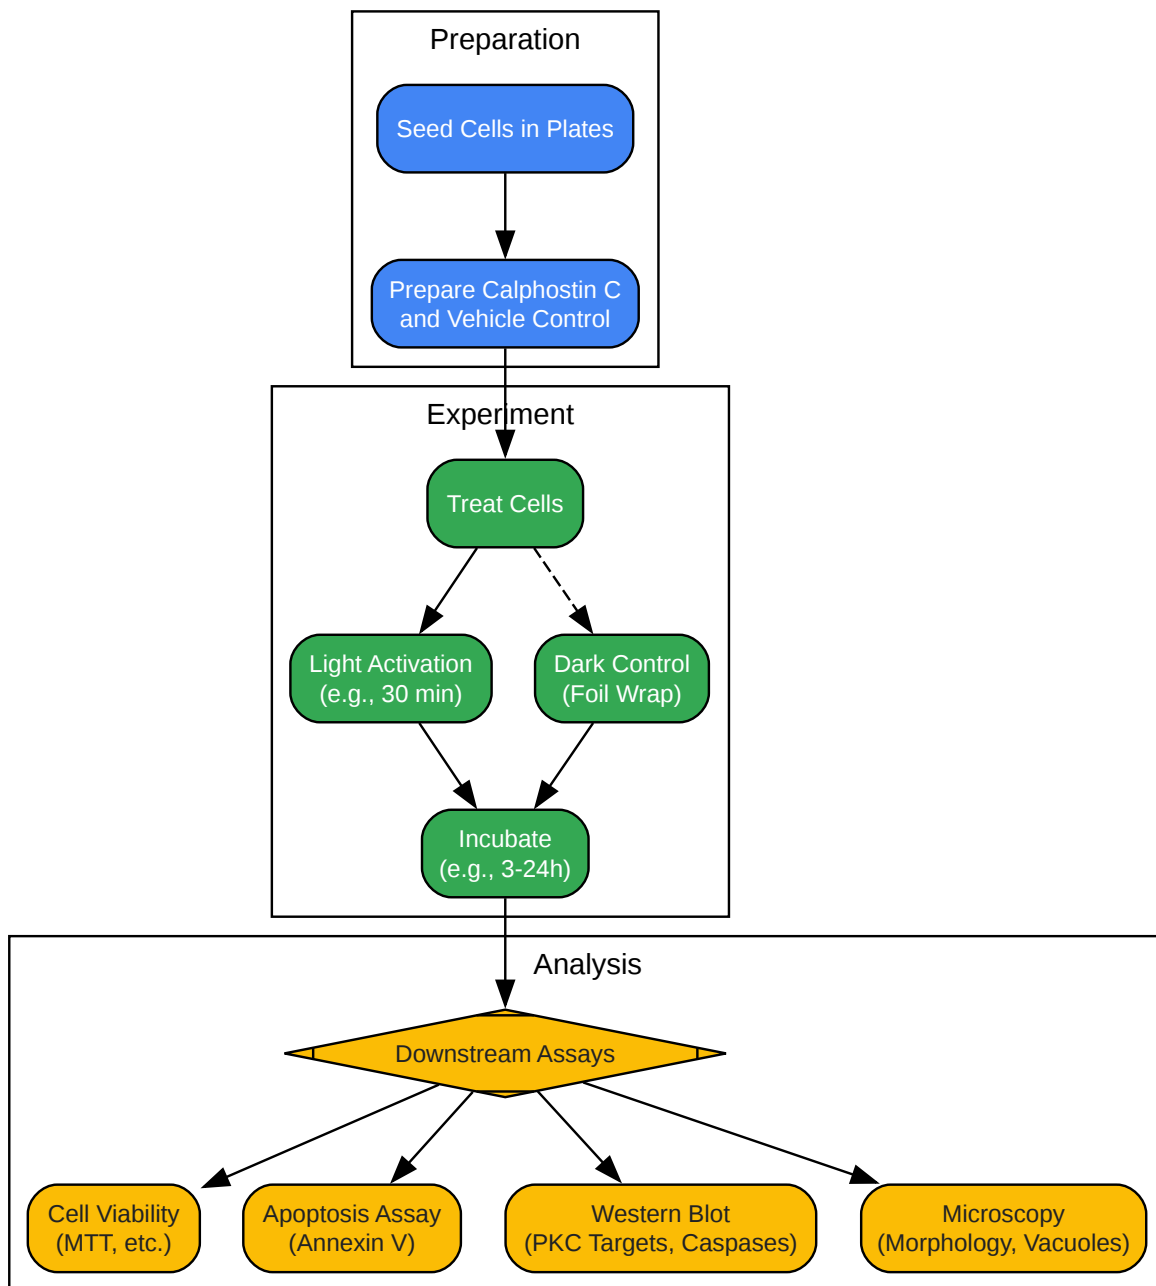 Preparation
Seed Cells in Plates
Prepare Calphostin C
and Vehicle Control
Experiment
Treat Cells
Light Activation
(e.g., 30 min)
Dark Control
(Foil Wrap)
Incubate
(e.g., 3-24h)
Analysis
Downstream Assays
Cell Viability
(MTT, etc.)
Apoptosis Assay
(Annexin V)
Western Blot
(PKC Targets, Caspases)
Microscopy
(Morphology, Vacuoles)